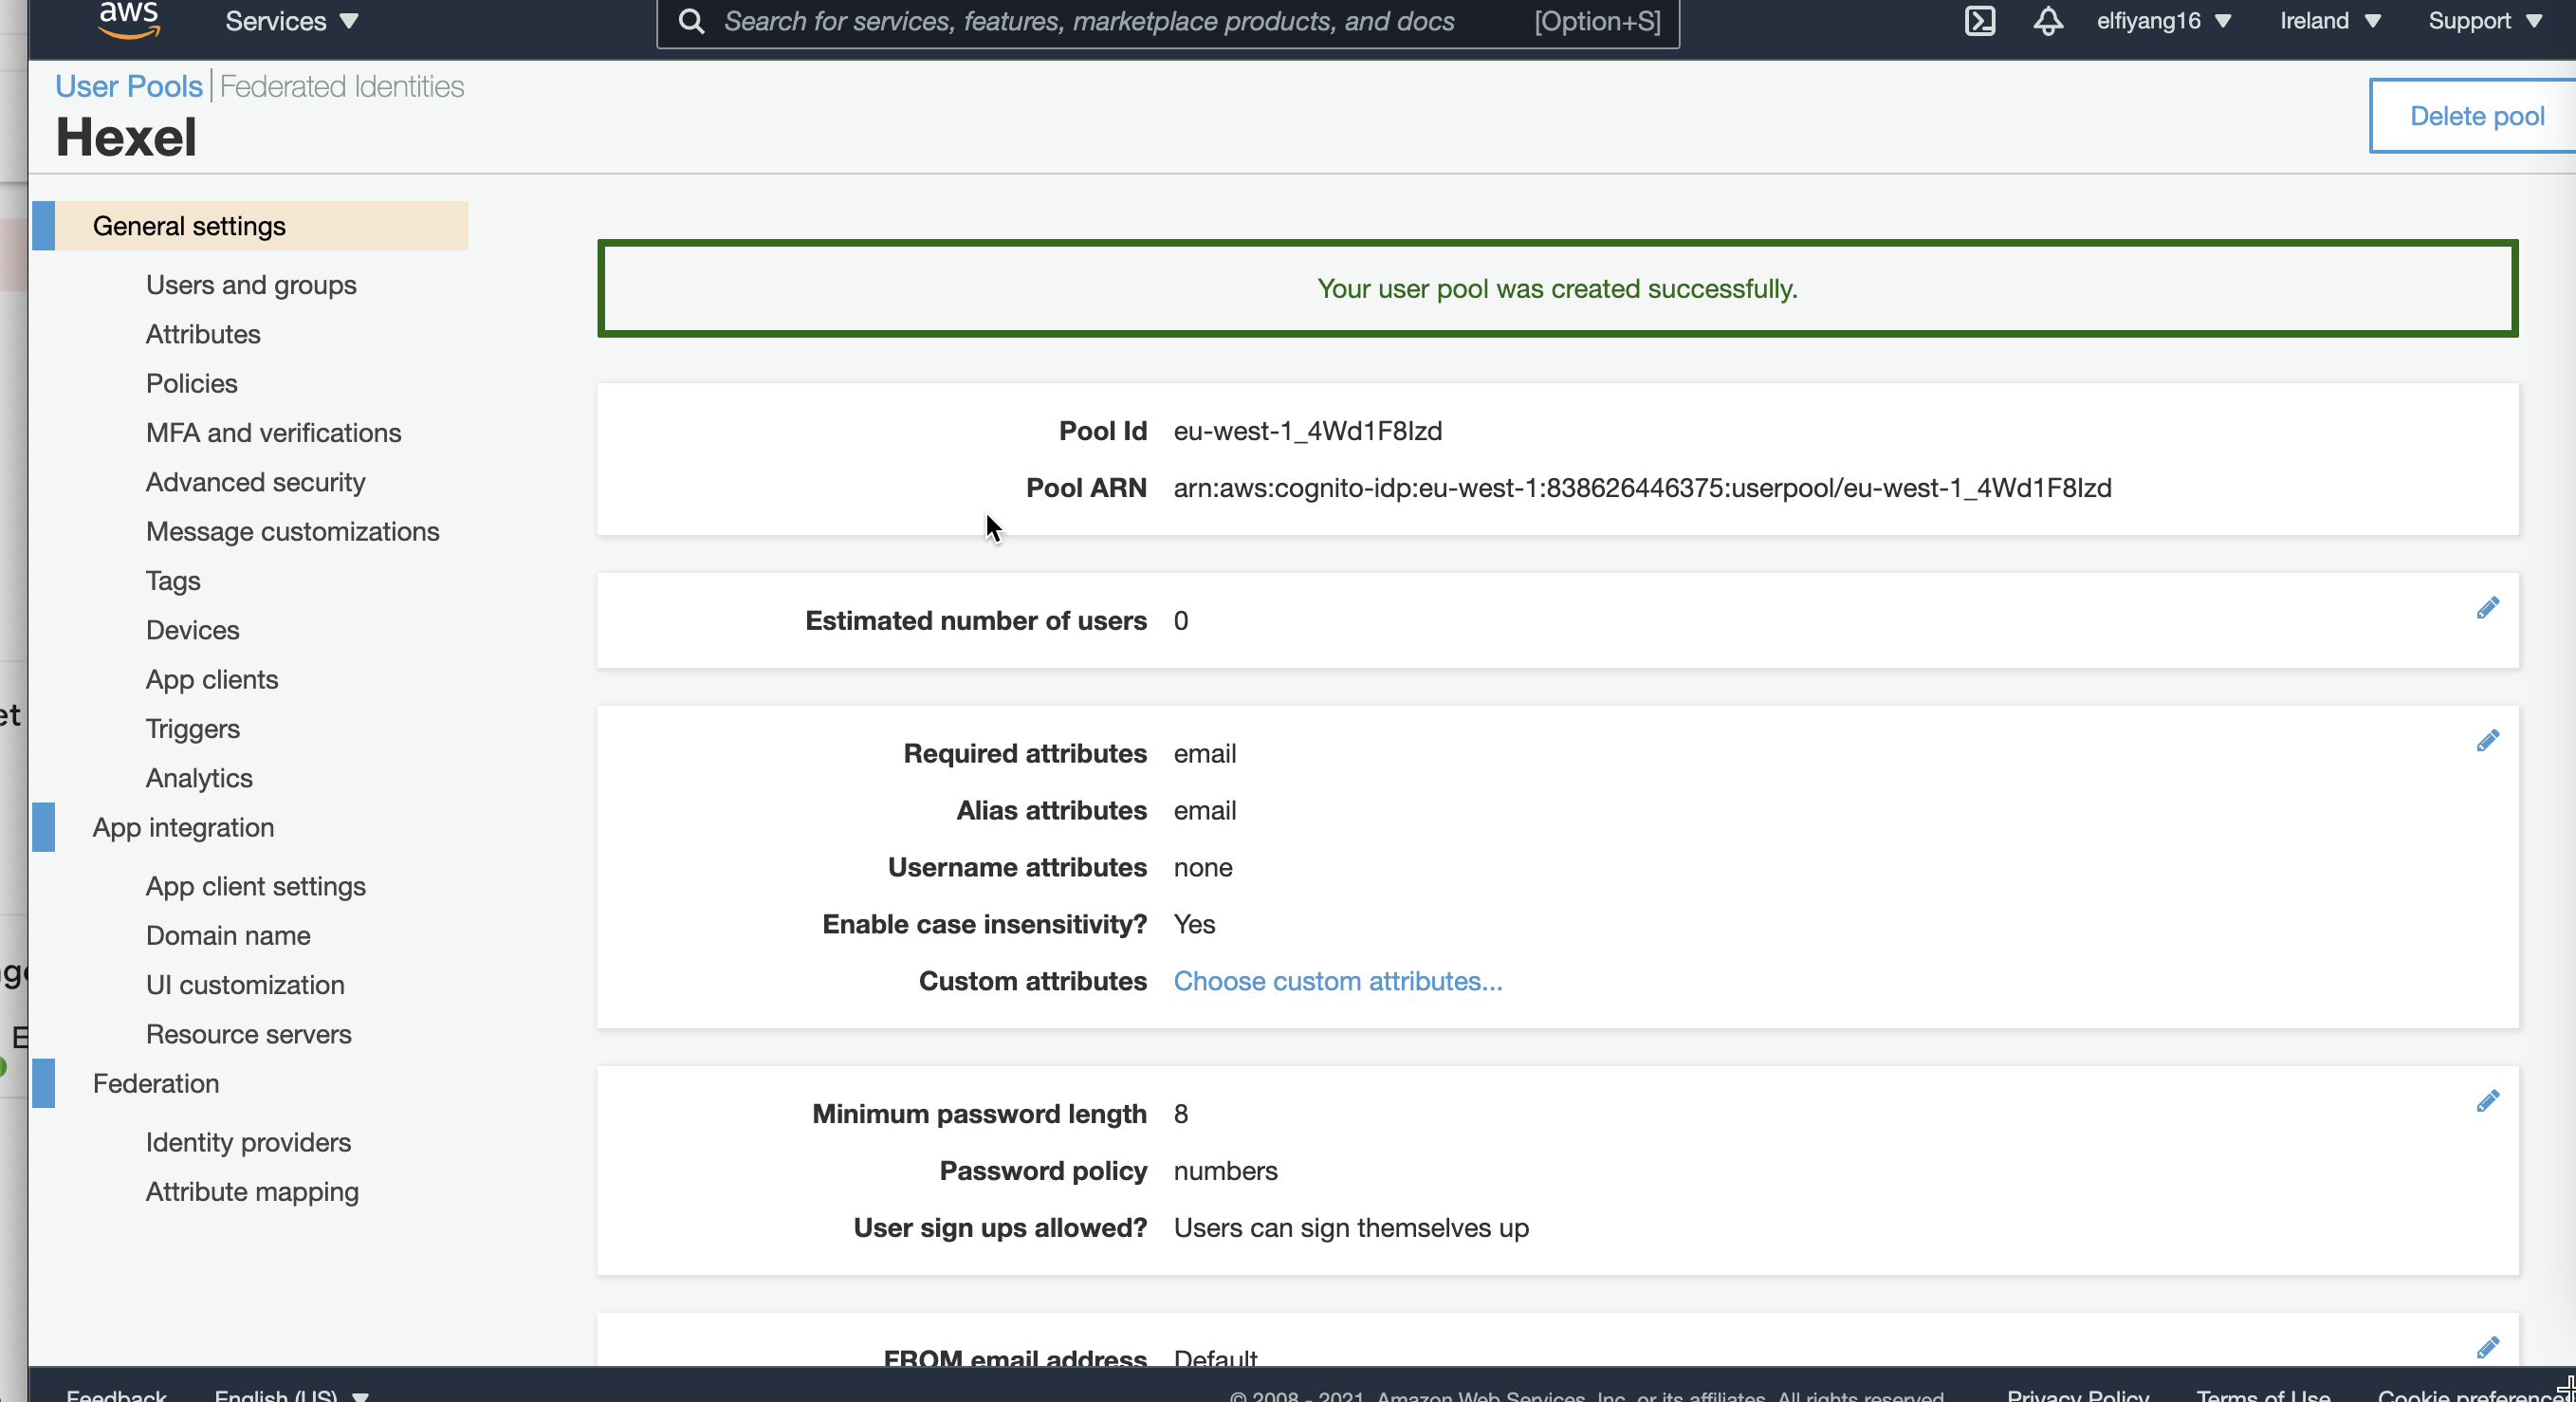 aws
Services
Search for services, features, marketplace products, and docs [Option+S]
elfiyang16
Ireland
Support
User Pools | Federated Identities
Hexel
Delete pool
General settings
Users and groups
Attributes
Policies
MFA and verifications
Advanced security
Message customizations
Tags
Devices
App clients
Triggers
Analytics
App integration
App client settings
Domain name
UI customization
Resource servers
Federation
Identity providers
Attribute mapping
Your user pool was created successfully.
Pool Id eu-west-1_4Wd1F8Izd
Pool ARN arn:aws:cognito-idp:eu-west-1:838626446375:userpool/eu-west-1_4Wd1F8Izd
Estimated number of users 0
Required attributes email
Alias attributes email
Username attributes none
Enable case insensitivity? Yes
Custom attributes Choose custom attributes...
Minimum password length 8
Password policy numbers
User sign ups allowed? Users can sign themselves up
FROM email address Default
Feedback
English (US)
© 2008 - 2021, Amazon Web Services, Inc. or its affiliates. All rights reserved.
Privacy Policy
Terms of Use
Cookie preferences